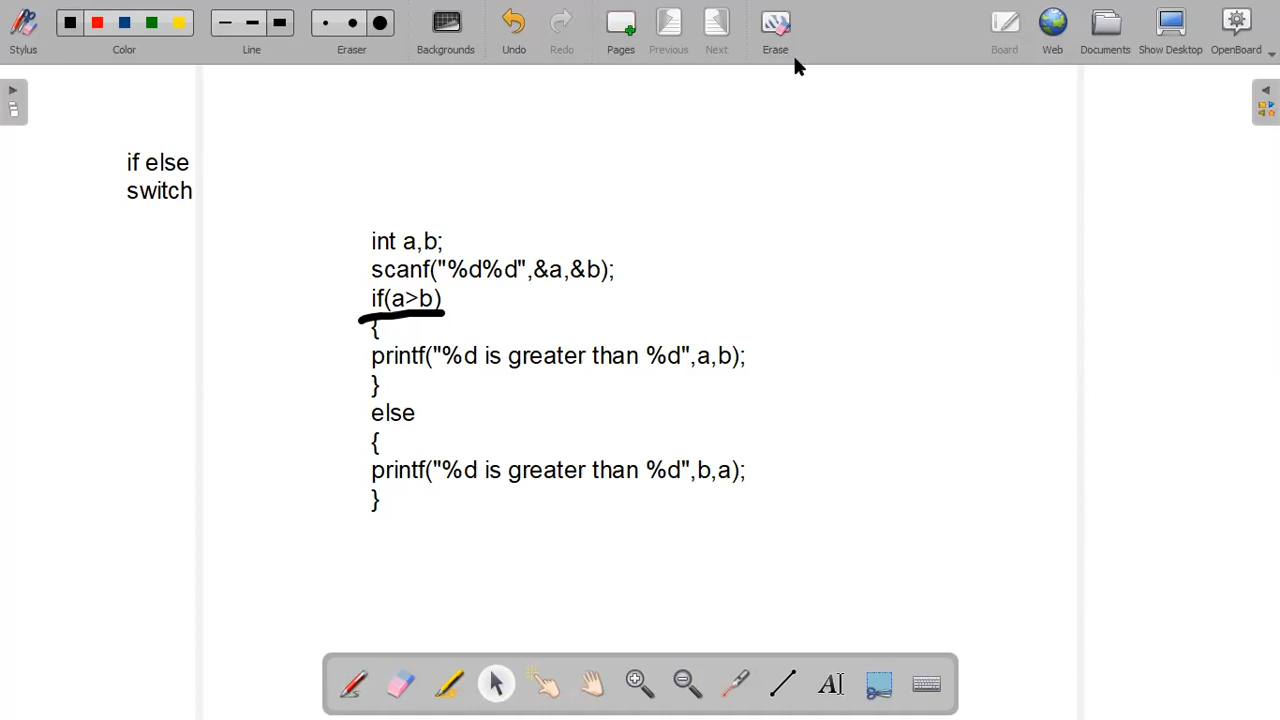 Stylus
Color
Line
Eraser
Backgrounds
Undo
Redo
Pages
Previous
Next
Erase
Board
Web
Documents
Show Desktop
OpenBoard
if else
switch
int a,b;
scanf("%d%d",&a,&b);
if(a>b)
{
printf("%d is greater than %d",a,b);
}
else
{
printf("%d is greater than %d",b,a);
}
AI